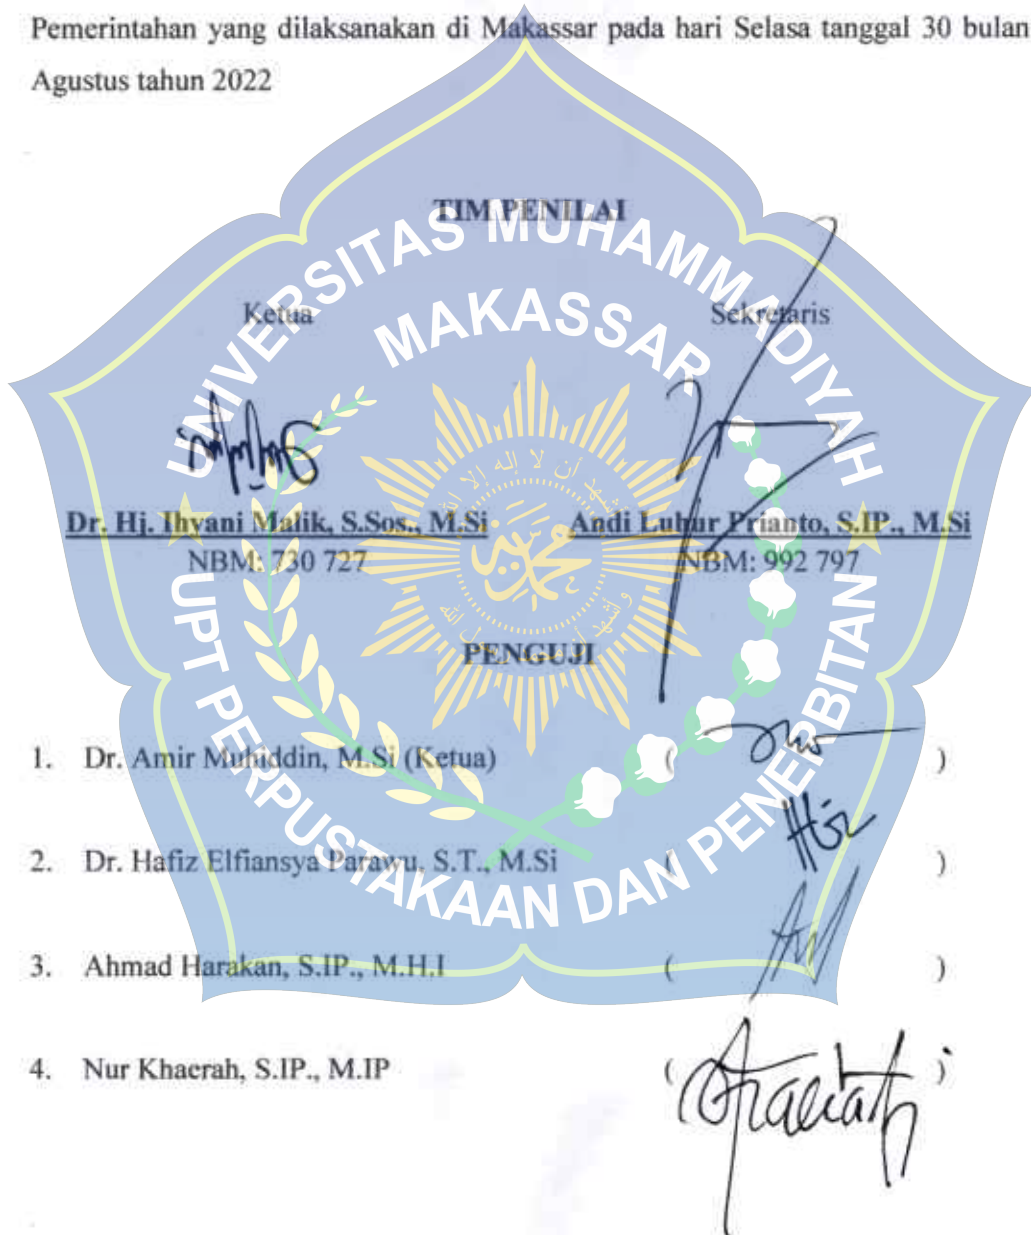 Pemerintahan yang dilaksanakan di Makassar pada hari Selasa tanggal 30 bulan
Agustus tahun 2022
TIM PENILAI
Ketua Sekretaris
Dr. Hj. Ihyani Malik, S.Sos., M.Si Andi Luhur Prianto, S.IP., M.Si
NBM: 730 727 NBM: 992 797
PENGUJI
1. Dr. Amir Muhiddin, M.Si (Ketua) ( )
2. Dr. Hafiz Elfiansya Parawu, S.T., M.Si ( )
3. Ahmad Harakan, S.IP., M.H.I ( )
4. Nur Khaerah, S.IP., M.IP ( )
UNIVERSITAS MUHAMMADIYAH
MAKASSAR
UPT PERPUSTAKAAN DAN PENERBITAN
محمد